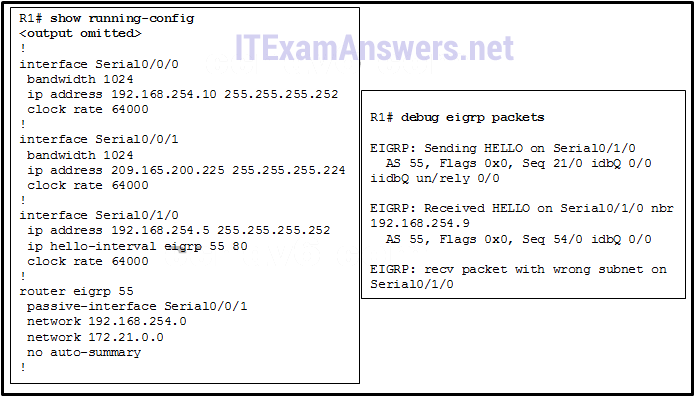 R1# show running-config
<output omitted>
!
interface Serial0/0/0
bandwidth 1024
ip address 192.168.254.10 255.255.255.252
clock rate 64000
!
interface Serial0/0/1
bandwidth 1024
ip address 209.165.200.225 255.255.255.224
clock rate 64000
!
interface Serial0/1/0
ip address 192.168.254.5 255.255.255.252
ip hello-interval eigrp 55 80
clock rate 64000
!
router eigrp 55
passive-interface Serial0/0/1
network 192.168.254.0
network 172.21.0.0
no auto-summary
!
ITExamAnswers.net
R1# debug eigrp packets
EIGRP: Sending HELLO on Serial0/1/0
AS 55, Flags 0x0, Seq 21/0 idbQ 0/0
iidbQ un/rely 0/0
EIGRP: Received HELLO on Serial0/1/0 nbr
192.168.254.9
AS 55, Flags 0x0, Seq 54/0 idbQ 0/0
EIGRP: recv packet with wrong subnet on
Serial0/1/0